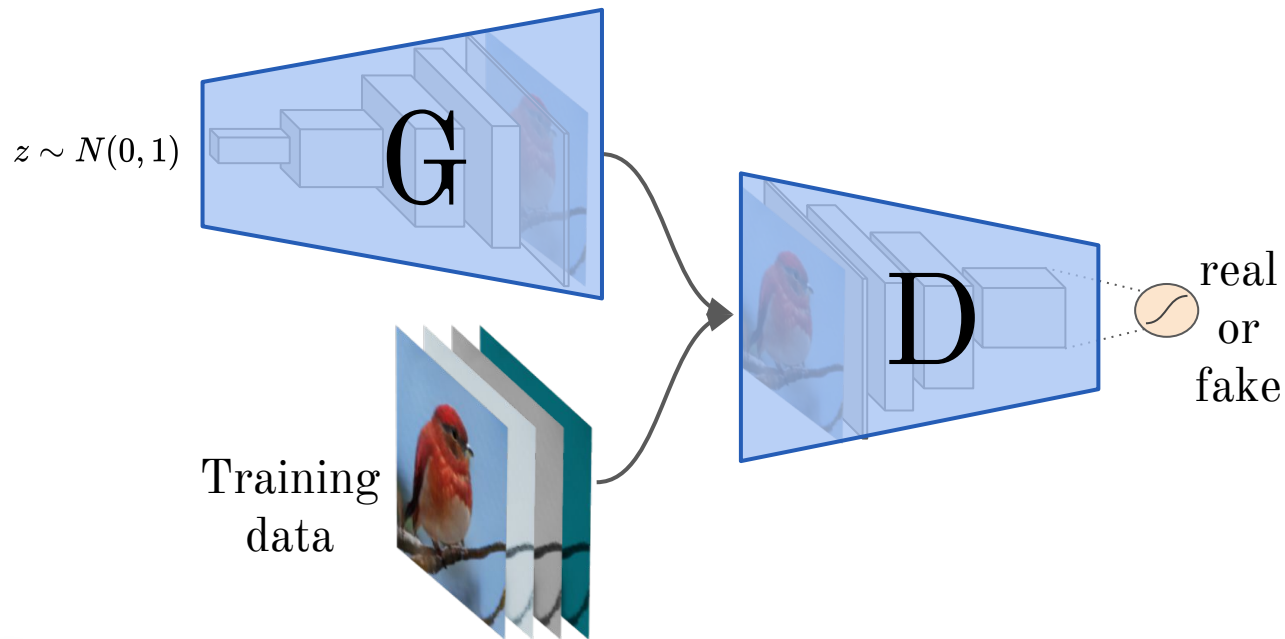 z ∼ N(0, 1)
G
Training
data
D
real
or
fake